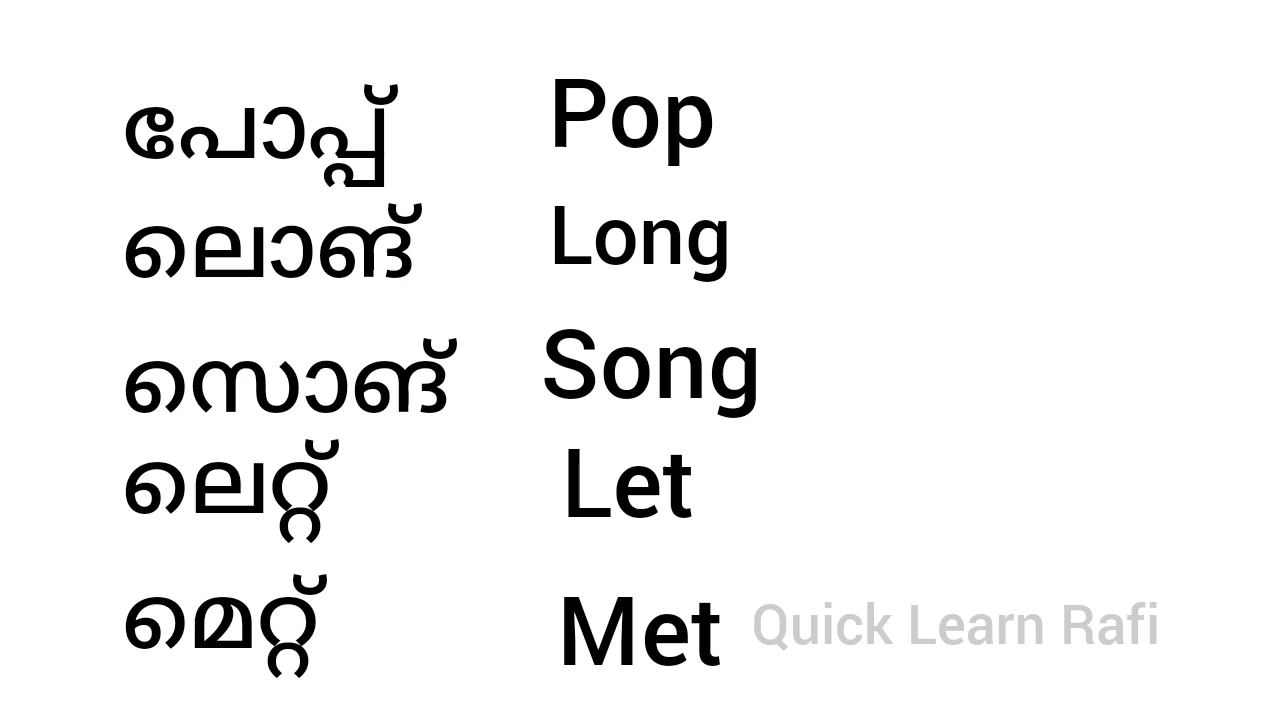 പോപ്പ് Pop
ലൊങ് Long
സൊങ് Song
ലെറ്റ് Let
മെറ്റ് Met Quick Learn Rafi